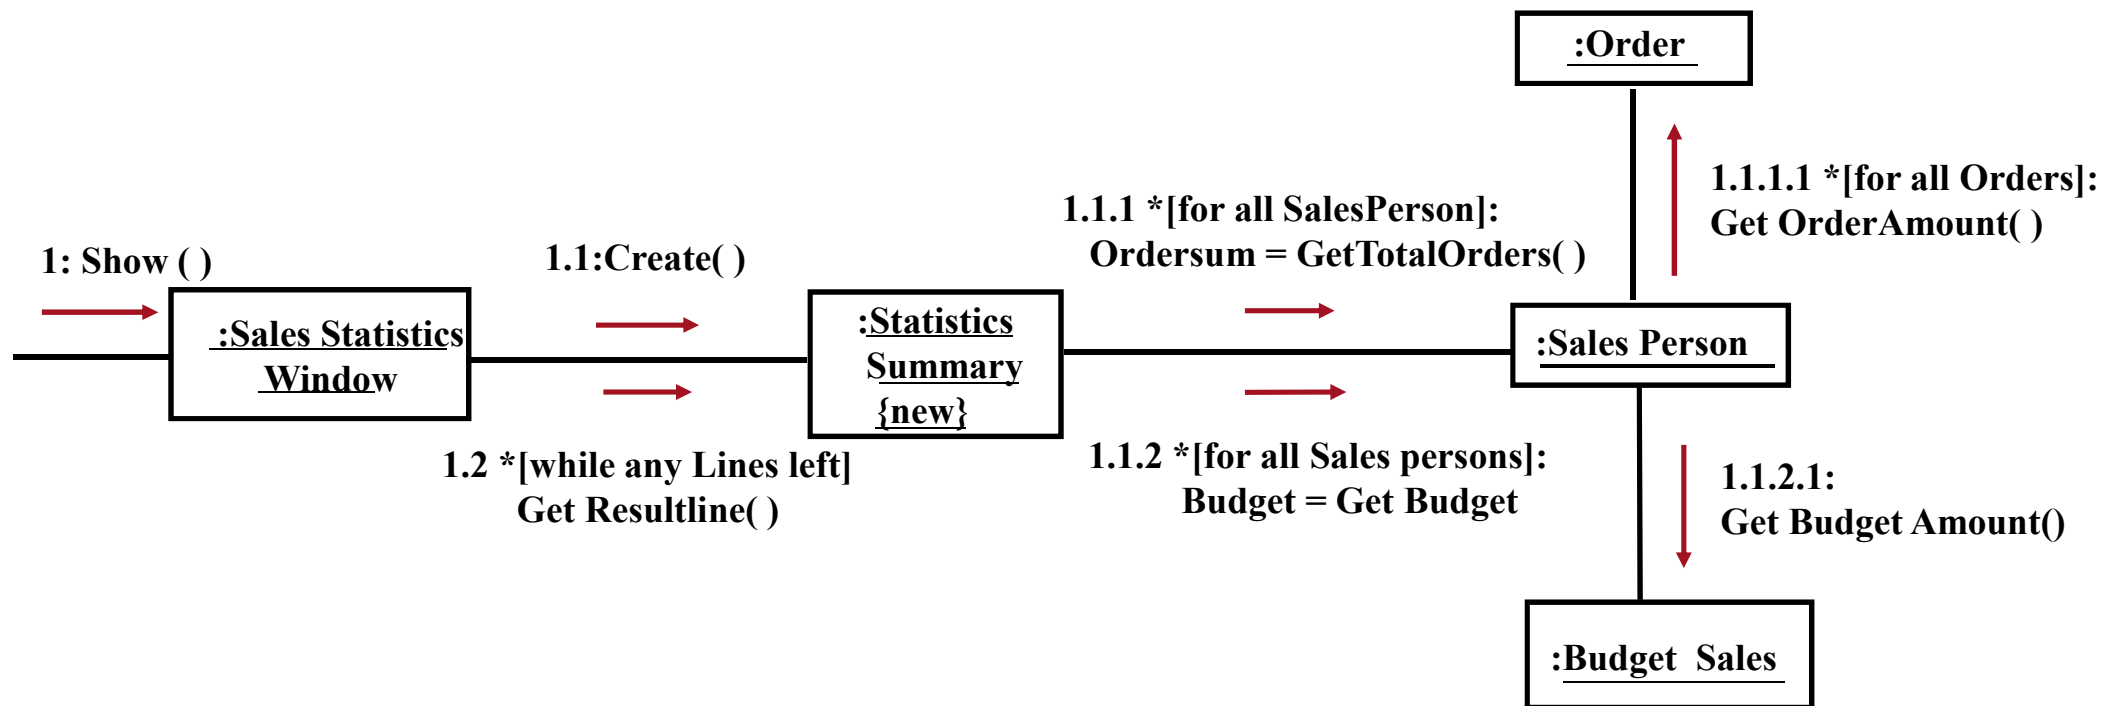 :Order
1.1.1.1 *[for all Orders]:
Get OrderAmount( )
1.1.1 *[for all SalesPerson]:
Ordersum = GetTotalOrders( )
1: Show ( )
1.1:Create( )
:Sales Statistics
Window
:Statistics
Summary
{new}
:Sales Person
1.2 *[while any Lines left]
Get Resultline( )
1.1.2 *[for all Sales persons]:
Budget = Get Budget
1.1.2.1:
Get Budget Amount()
:Budget Sales